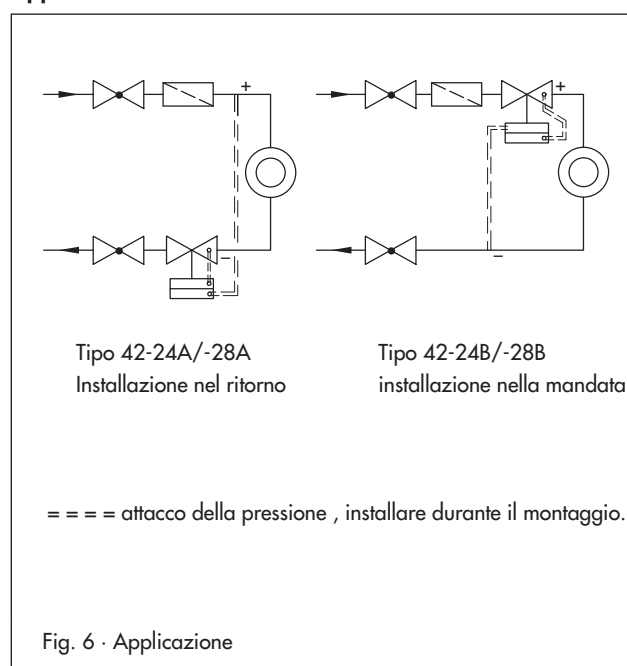 +
+
−
−
Tipo 42-24A/-28A
Installazione nel ritorno
Tipo 42-24B/-28B
installazione nella mandata
= = = = attacco della pressione , installare durante il montaggio.
Fig. 6 · Applicazione